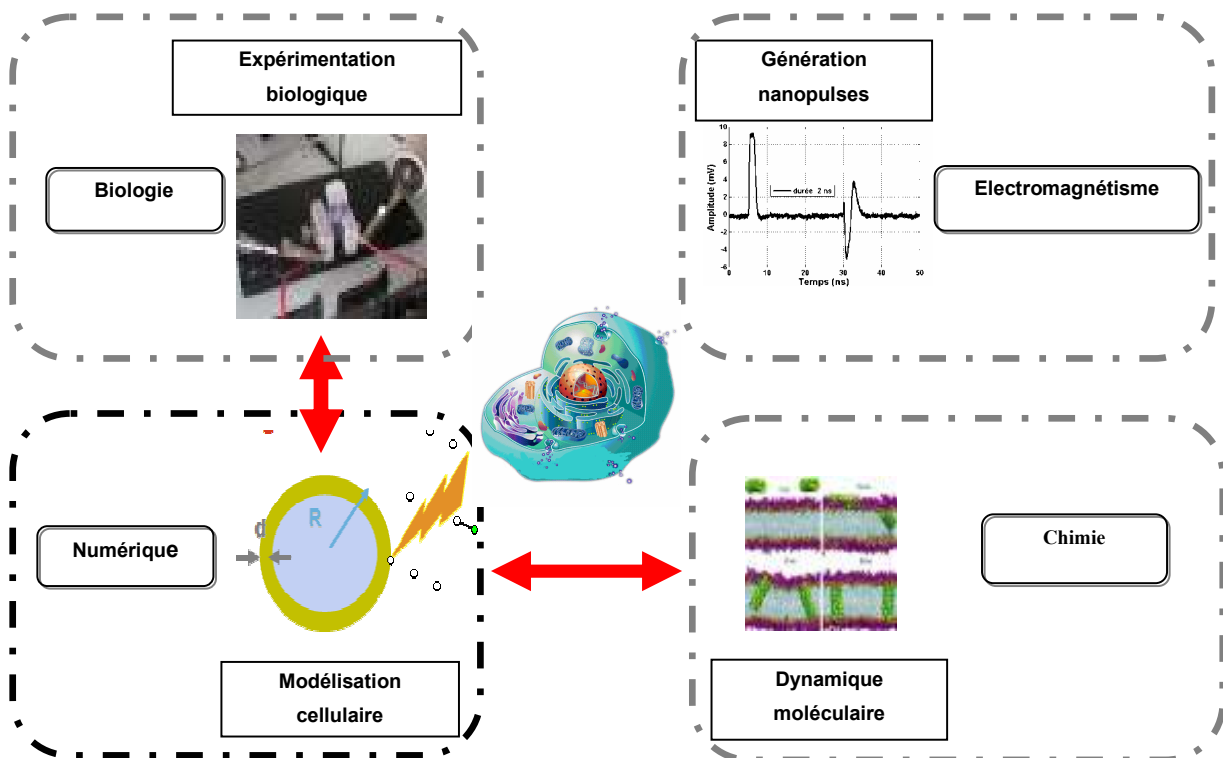 Expérimentation
biologique
Biologie
Génération
nanopulses
10
8
6
4
2
0
-2
-4
-6
Amplitude (mV)
durée 2 ns
0 10 20 30 40 50
Temps (ns)
Electromagnétisme
Numérique
R
d
Modélisation
cellulaire
Chimie
Dynamique
moléculaire